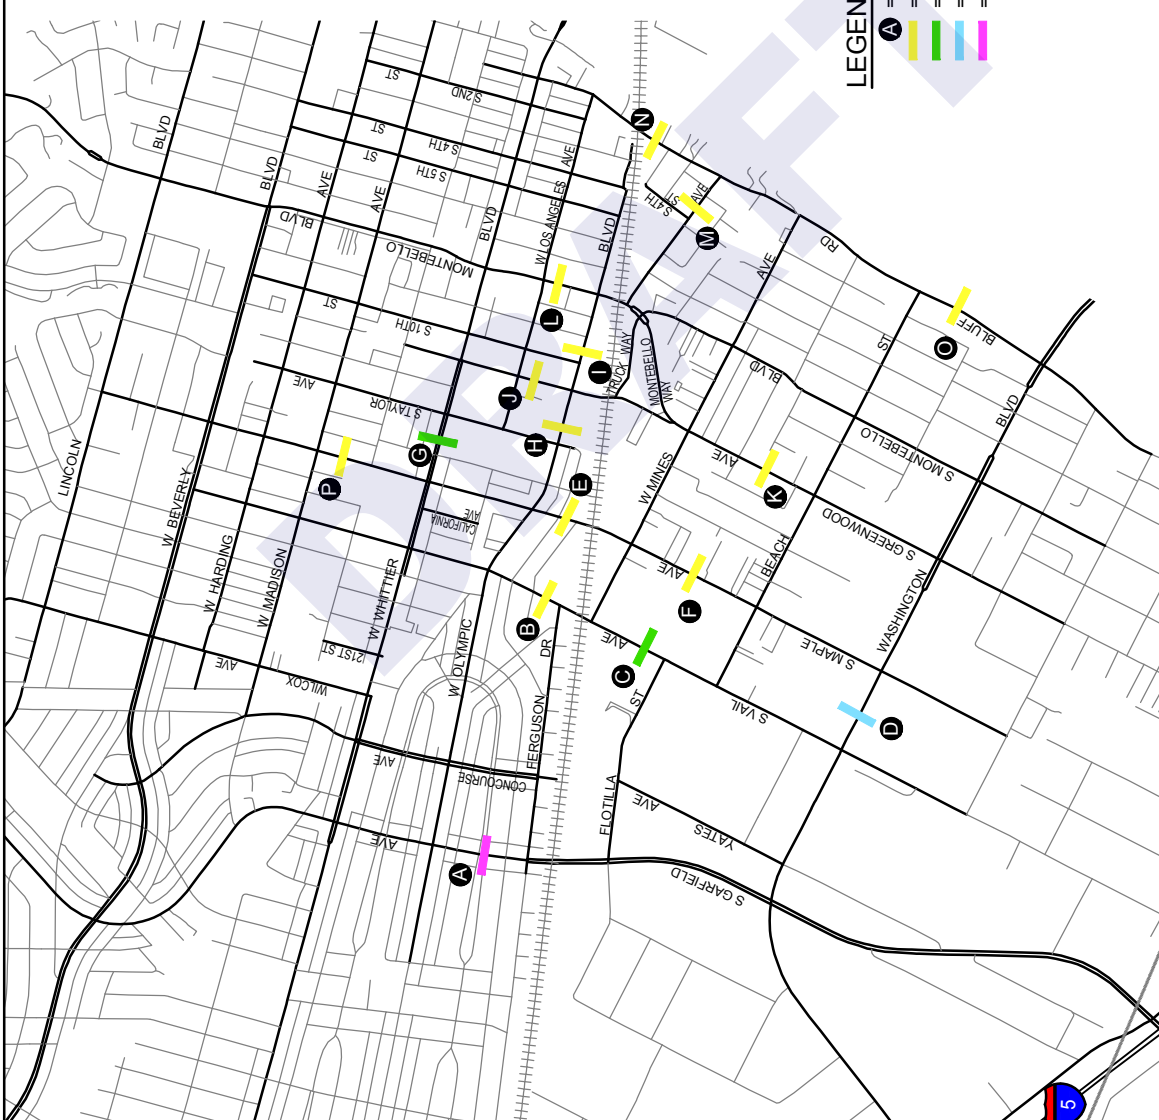 LEGEN
A =
=
=
=
=
DRAFT
LINCOLN
BLVD
W BEVERLY
BLVD
W HARDING
AVE
W MADISON
AVE
W WHITTIER
BLVD
W OLYMPIC
W LOS ANGELES
AVE
BLVD
FERGUSON
DR
FLOTILLA
ST
W MINES
AVE
BEACH
ST
WASHINGTON
BLVD
TRUCK WAY
MONTEBELLO
WAY
S 2ND
ST
S 4TH
ST
S 5TH
ST
MONTEBELLO
BLVD
S 10TH
ST
S TAYLOR
AVE
CALIFORNIA
AVE
21ST ST
WILCOX
AVE
CONCOURSE
AVE
AVE
S GARFIELD
YATES
AVE
S VAIL
AVE
S MAPLE
AVE
S GREENWOOD
AVE
S MONTEBELLO
BLVD
BLUFF
RD
S 4TH
ST
AVE
A
B
C
D
E
F
G
H
I
J
K
L
M
N
O
P
5